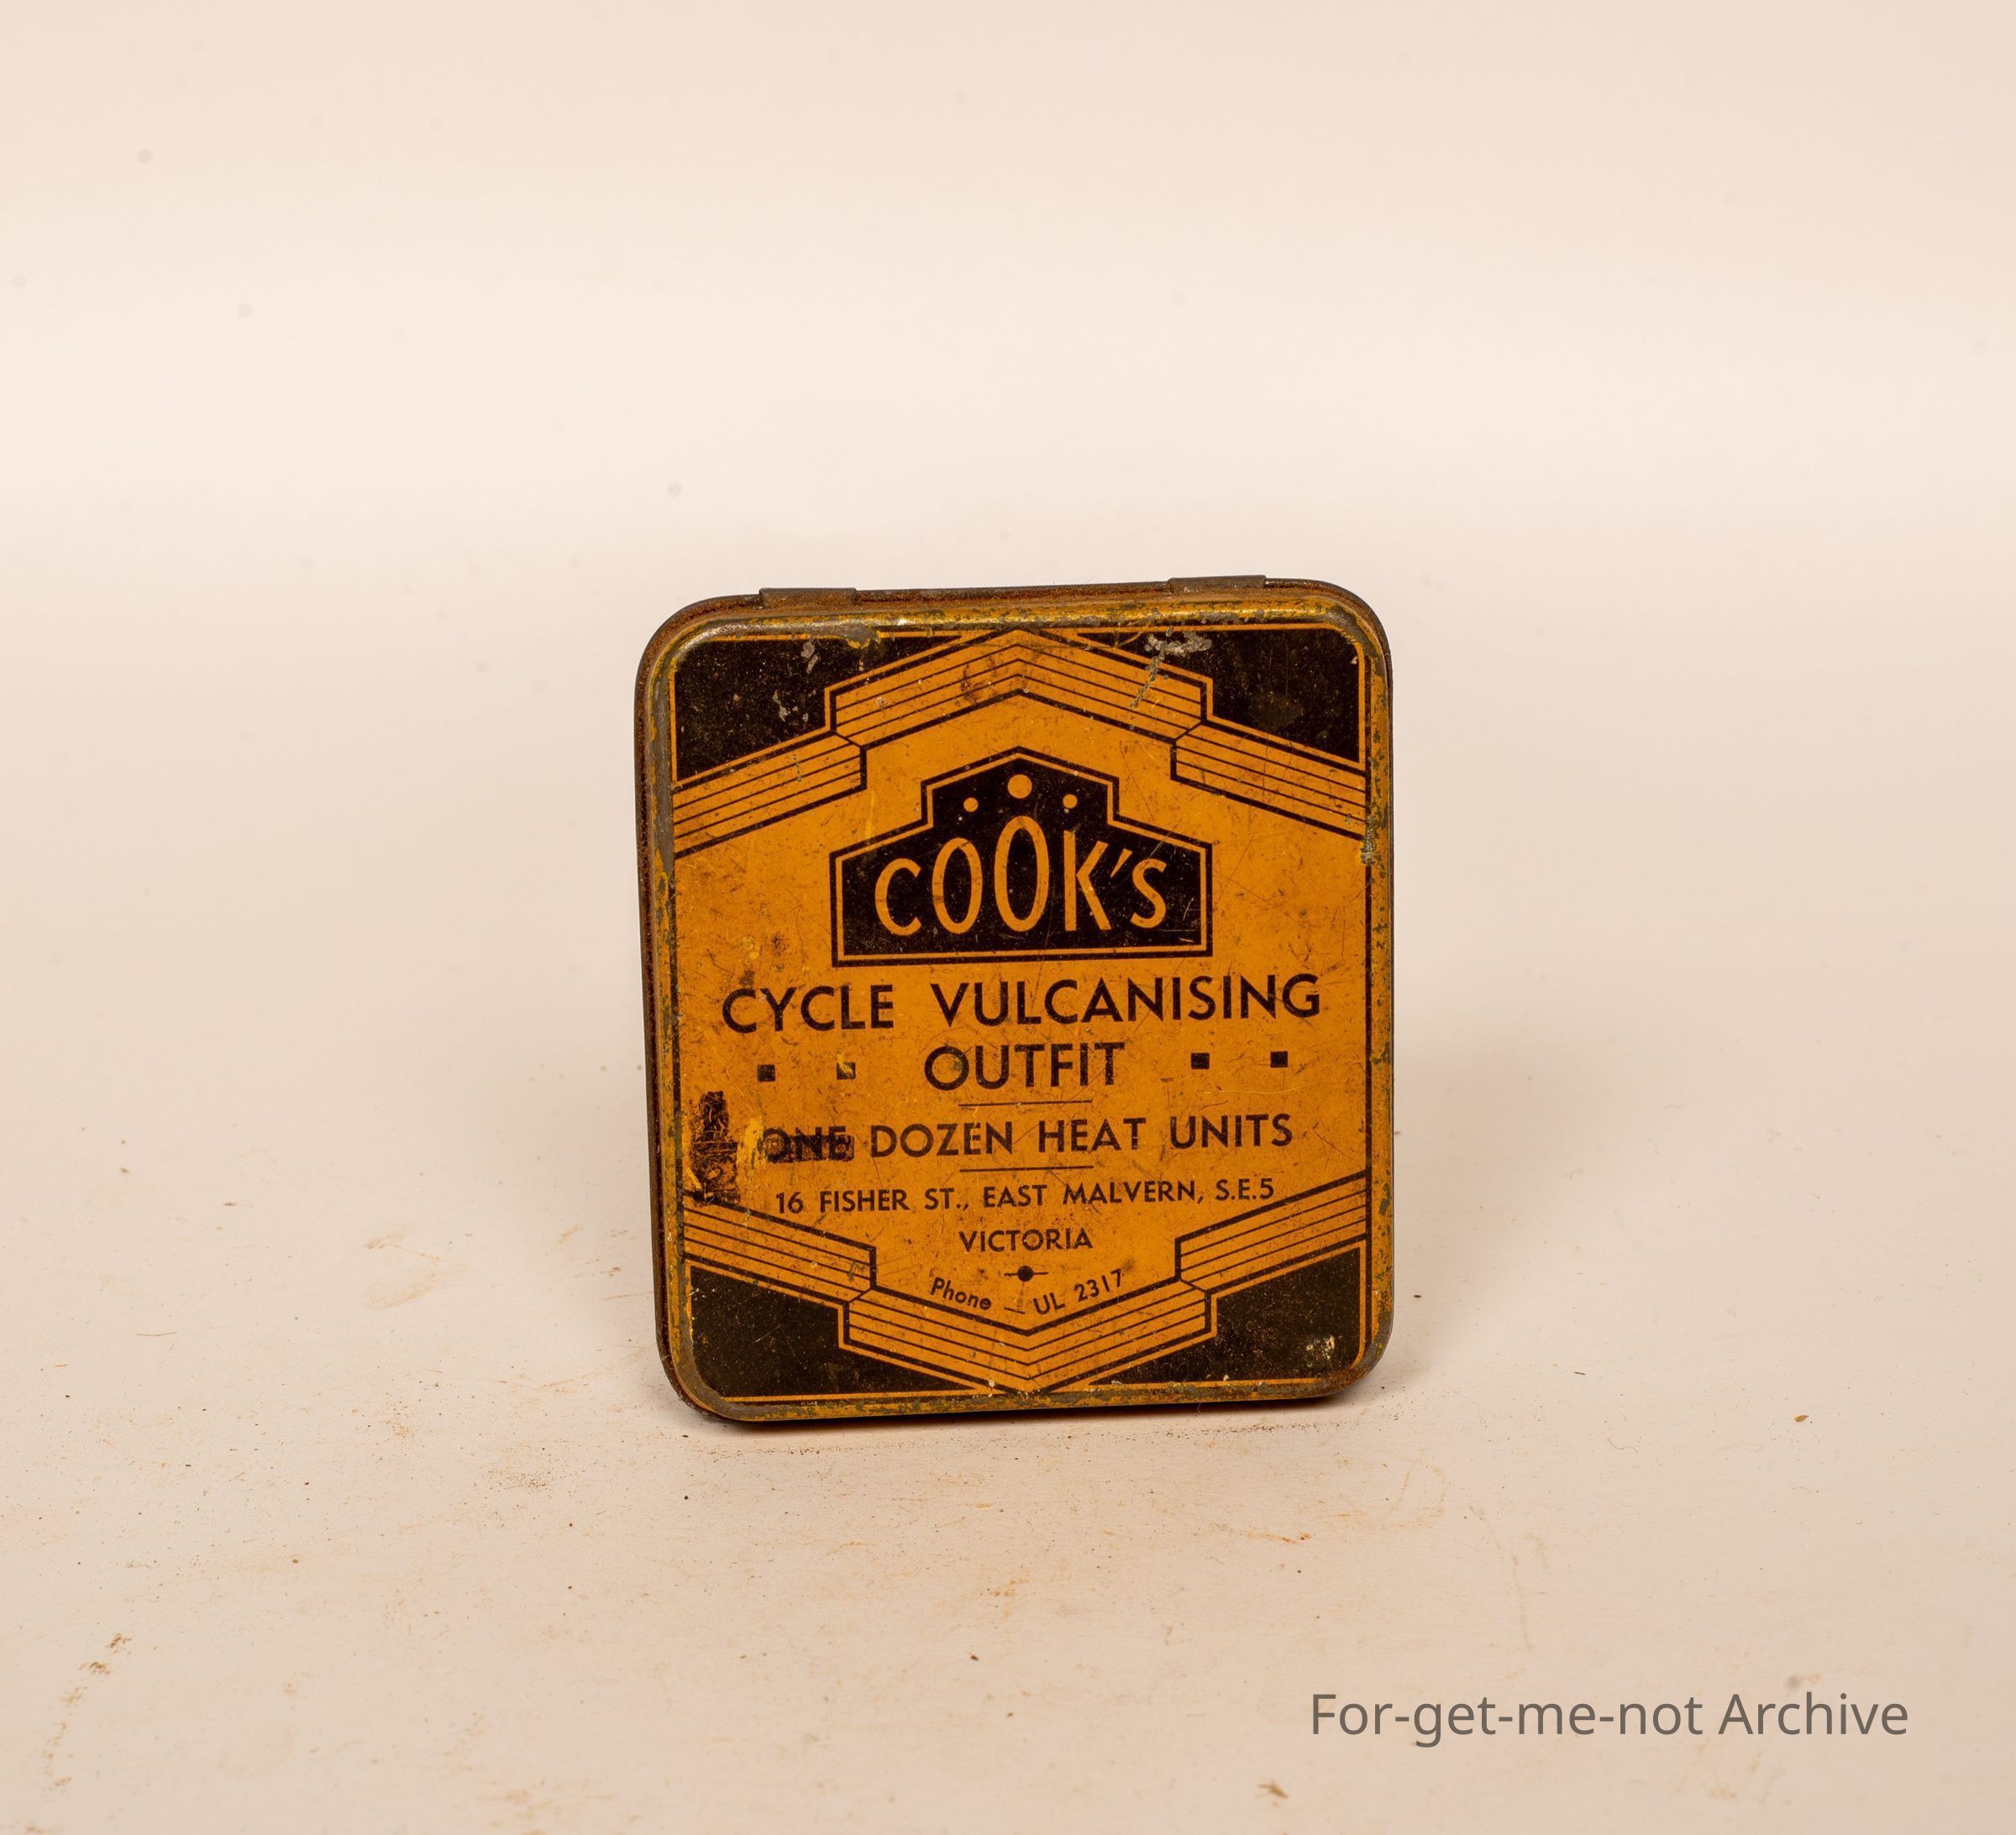 COOK'S
CYCLE VULCANISING
OUTFIT
ONE DOZEN HEAT UNITS
16 FISHER ST., EAST MALVERN, S.E.5
VICTORIA
Phone — UL 2317
For-get-me-not Archive